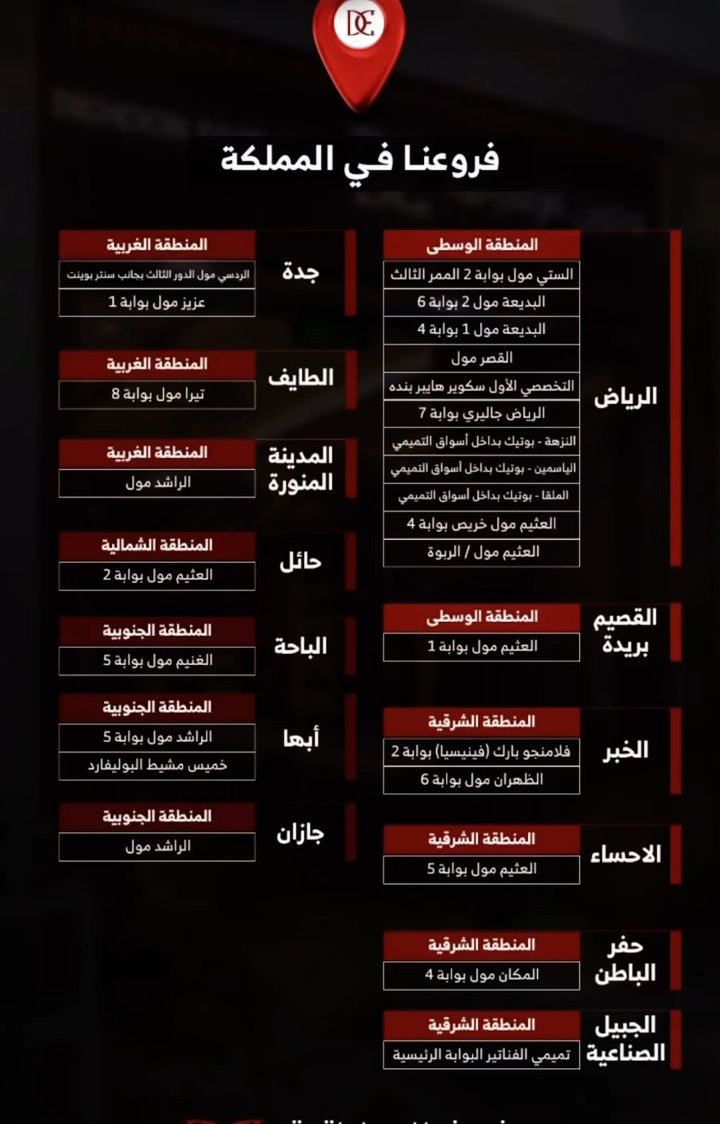 DE
فروعنا في المملكة
الرياض
المنطقة الوسطى
الستي مول بوابة 2 الممر الثالث
البديعة مول 2 بوابة 6
البديعة مول 1 بوابة 4
القصر مول
التخصصي الأول سكوير هايبر بنده
الرياض جاليري بوابة 7
النزهة - بوتيك بداخل أسواق التميمي
الياسمين - بوتيك بداخل أسواق التميمي
الملقا - بوتيك بداخل أسواق التميمي
العثيم مول خريص بوابة 4
العثيم مول / الربوة
القصيم
بريدة
المنطقة الوسطى
العثيم مول بوابة 1
الخبر
المنطقة الشرقية
فلامنجو بارك (فينيسيا) بوابة 2
الظهران مول بوابة 6
الاحساء
المنطقة الشرقية
العثيم مول بوابة 5
حفر
الباطن
المنطقة الشرقية
المكان مول بوابة 4
الجبيل
الصناعية
المنطقة الشرقية
تميمي الفناتير البوابة الرئيسية
جدة
المنطقة الغربية
الردسي مول الدور الثالث بجانب سنتر بوينت
عزيز مول بوابة 1
الطايف
المنطقة الغربية
تيرا مول بوابة 8
المدينة
المنورة
المنطقة الغربية
الراشد مول
حائل
المنطقة الشمالية
العثيم مول بوابة 2
الباحة
المنطقة الجنوبية
الغنيم مول بوابة 5
أبها
المنطقة الجنوبية
الراشد مول بوابة 5
خميس مشيط البوليفارد
جازان
المنطقة الجنوبية
الراشد مول